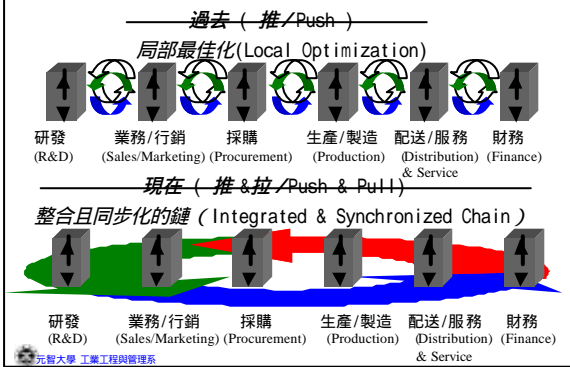 過去 ( 推/Push )
局部最佳化(Local Optimization)
研發 業務/行銷 採購 生產/製造 配送/服務 財務
(R&D) (Sales/Marketing) (Procurement) (Production) (Distribution) (Finance)
& Service
現在 ( 推 &拉/Push & Pull)
整合且同步化的鏈 ( Integrated & Synchronized Chain )
研發 業務/行銷 採購 生產/製造 配送/服務 財務
(R&D) (Sales/Marketing) (Procurement) (Production) (Distribution) (Finance)
& Service
元智大學 工業工程與管理系